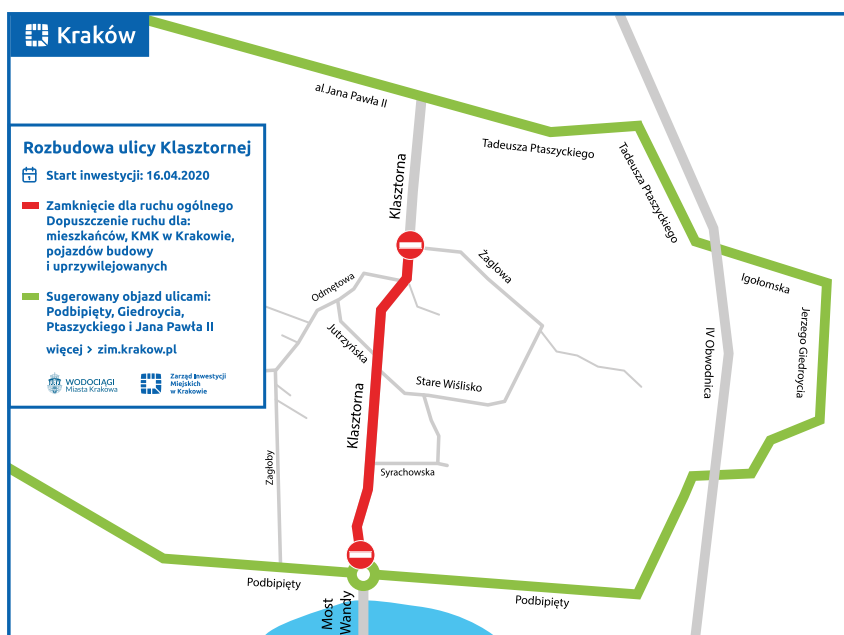 Kraków
Rozbudowa ulicy Klasztornej
Start inwestycji: 16.04.2020
Zamknięcie dla ruchu ogólnego
Dopuszczenie ruchu dla:
mieszkańców, KMK w Krakowie,
pojazdów budowy
i uprzywilejowanych
Sugerowany objazd ulicami:
Podbipięty, Giedroycia,
Ptaszyckiego i Jana Pawła II
więcej > zim.krakow.pl
WODOCIĄGI
Miasta Krakowa
Zarząd Inwestycji
Miejskich
w Krakowie
al.Jana Pawła II
Tadeusza Ptaszyckiego
Tadeusza Ptaszyckiego
Klasztorna
Żaglowa
Igołomska
Odmętowa
Jutrzyńska
IV Obwodnica
Jerzego Giedroycia
Stare Wiślisko
Klasztorna
Zagłoby
Syrachowska
Podbipięty
Podbipięty
Most
Wandy